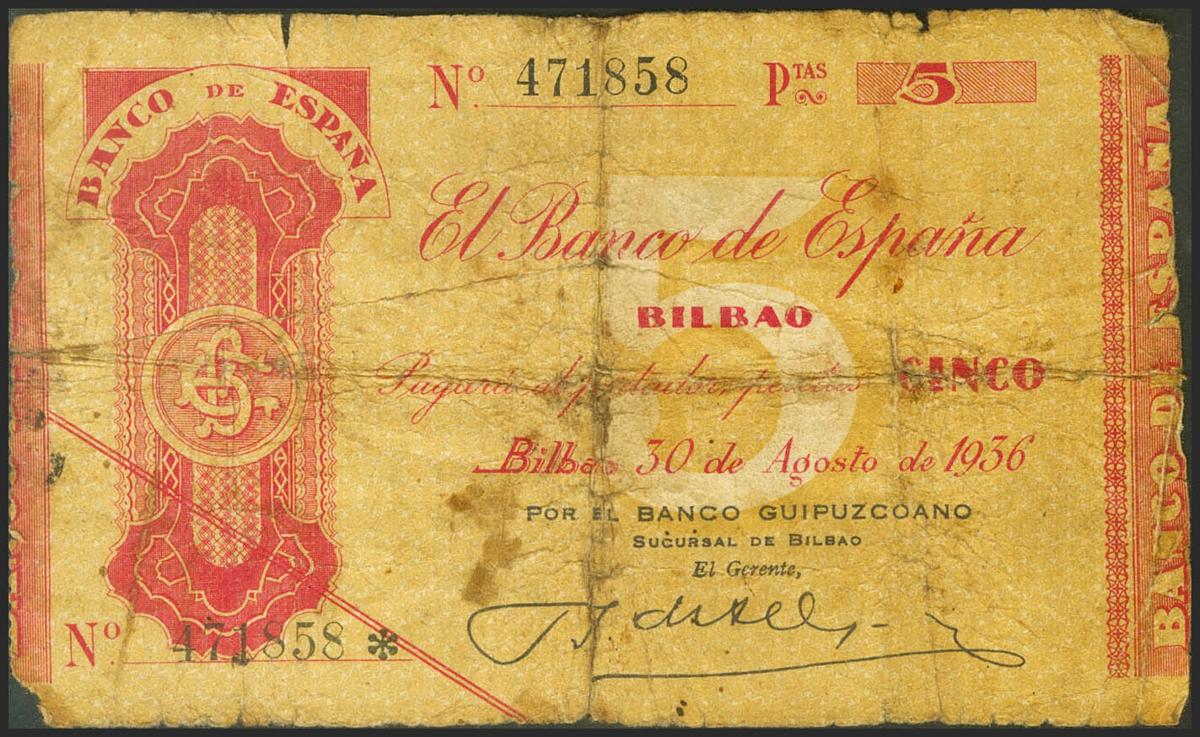 BANCO DE ESPAÑA
Nº 471858 PTAS 5
5
El Banco de España
BILBAO
Pagará al portador pesetas CINCO
Bilbao 30 de Agosto de 1936
POR EL BANCO GUIPUZCOANO
SUCURSAL DE BILBAO
El Gerente,
Nº 471858 *
BANCO DE ESPAÑA